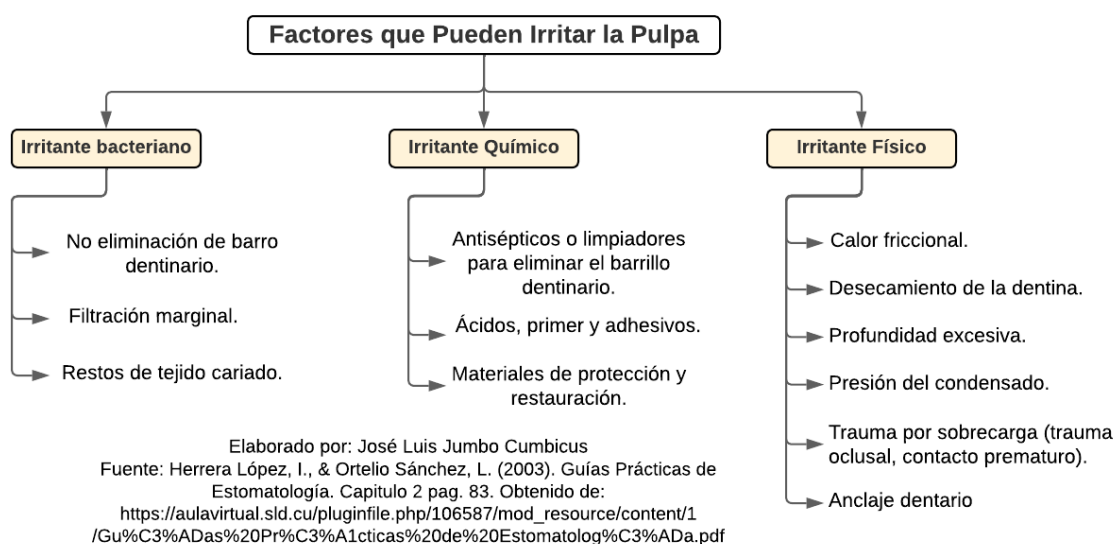 Factores que Pueden Irritar la Pulpa
Irritante bacteriano
No eliminación de barro
dentinario.
Filtración marginal.
Restos de tejido cariado.
Irritante Químico
Antisépticos o limpiadores
para eliminar el barrillo
dentinario.
Ácidos, primer y adhesivos.
Materiales de protección y
restauración.
Irritante Físico
Calor friccional.
Desecamiento de la dentina.
Profundidad excesiva.
Presión del condensado.
Trauma por sobrecarga (trauma
oclusal, contacto prematuro).
Anclaje dentario
Elaborado por: José Luis Jumbo Cumbicus
Fuente: Herrera López, I., & Ortelio Sánchez, L. (2003). Guías Prácticas de
Estomatología. Capitulo 2 pag. 83. Obtenido de:
https://aulavirtual.sld.cu/pluginfile.php/106587/mod_resource/content/1
/Gu%C3%ADas%20Pr%C3%A1cticas%20de%20Estomatolog%C3%ADa.pdf